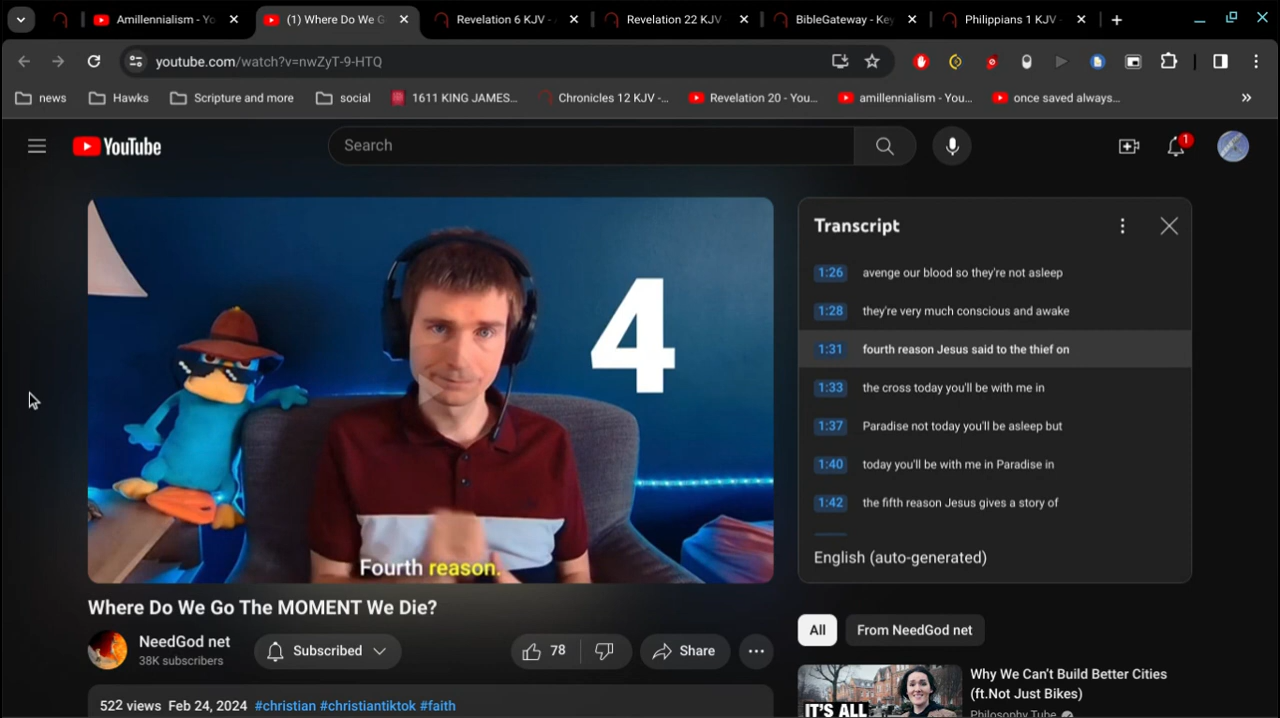 Amillennialism - Yo
(1) Where Do We G
Revelation 6 KJV -
Revelation 22 KJV
BibleGateway - Key
Philippians 1 KJV -
youtube.com/watch?v=nwZyT-9-HTQ
news
Hawks
Scripture and more
social
1611 KING JAMES...
Chronicles 12 KJV -...
Revelation 20 - You...
amillennialism - You...
once saved always...
YouTube
Search
1
4
Fourth reason.
Transcript
1:26 avenge our blood so they're not asleep
1:28 they're very much conscious and awake
1:31 fourth reason Jesus said to the thief on
1:33 the cross today you'll be with me in
1:37 Paradise not today you'll be asleep but
1:40 today you'll be with me in Paradise in
1:42 the fifth reason Jesus gives a story of
English (auto-generated)
Where Do We Go The MOMENT We Die?
NeedGod net
38K subscribers
Subscribed
78
Share
522 views Feb 24, 2024 #christian #christiantiktok #faith
All
From NeedGod net
IT'S ALL
Why We Can't Build Better Cities
(ft.Not Just Bikes)
Philosophy Tube